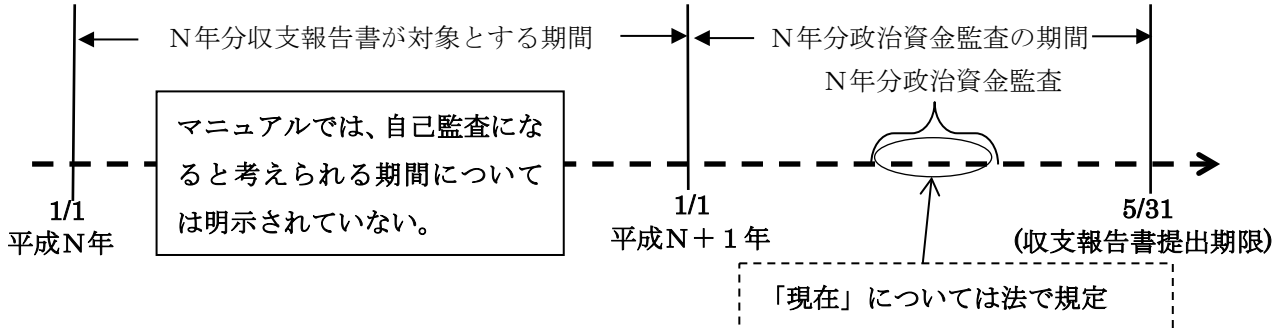 N年分収支報告書が対象とする期間
N年分政治資金監査の期間
N年分政治資金監査
マニュアルでは、自己監査にな
ると考えられる期間について
は明示されていない。
1/1
平成N年
1/1
平成N＋1年
5/31
(収支報告書提出期限)
「現在」については法で規定